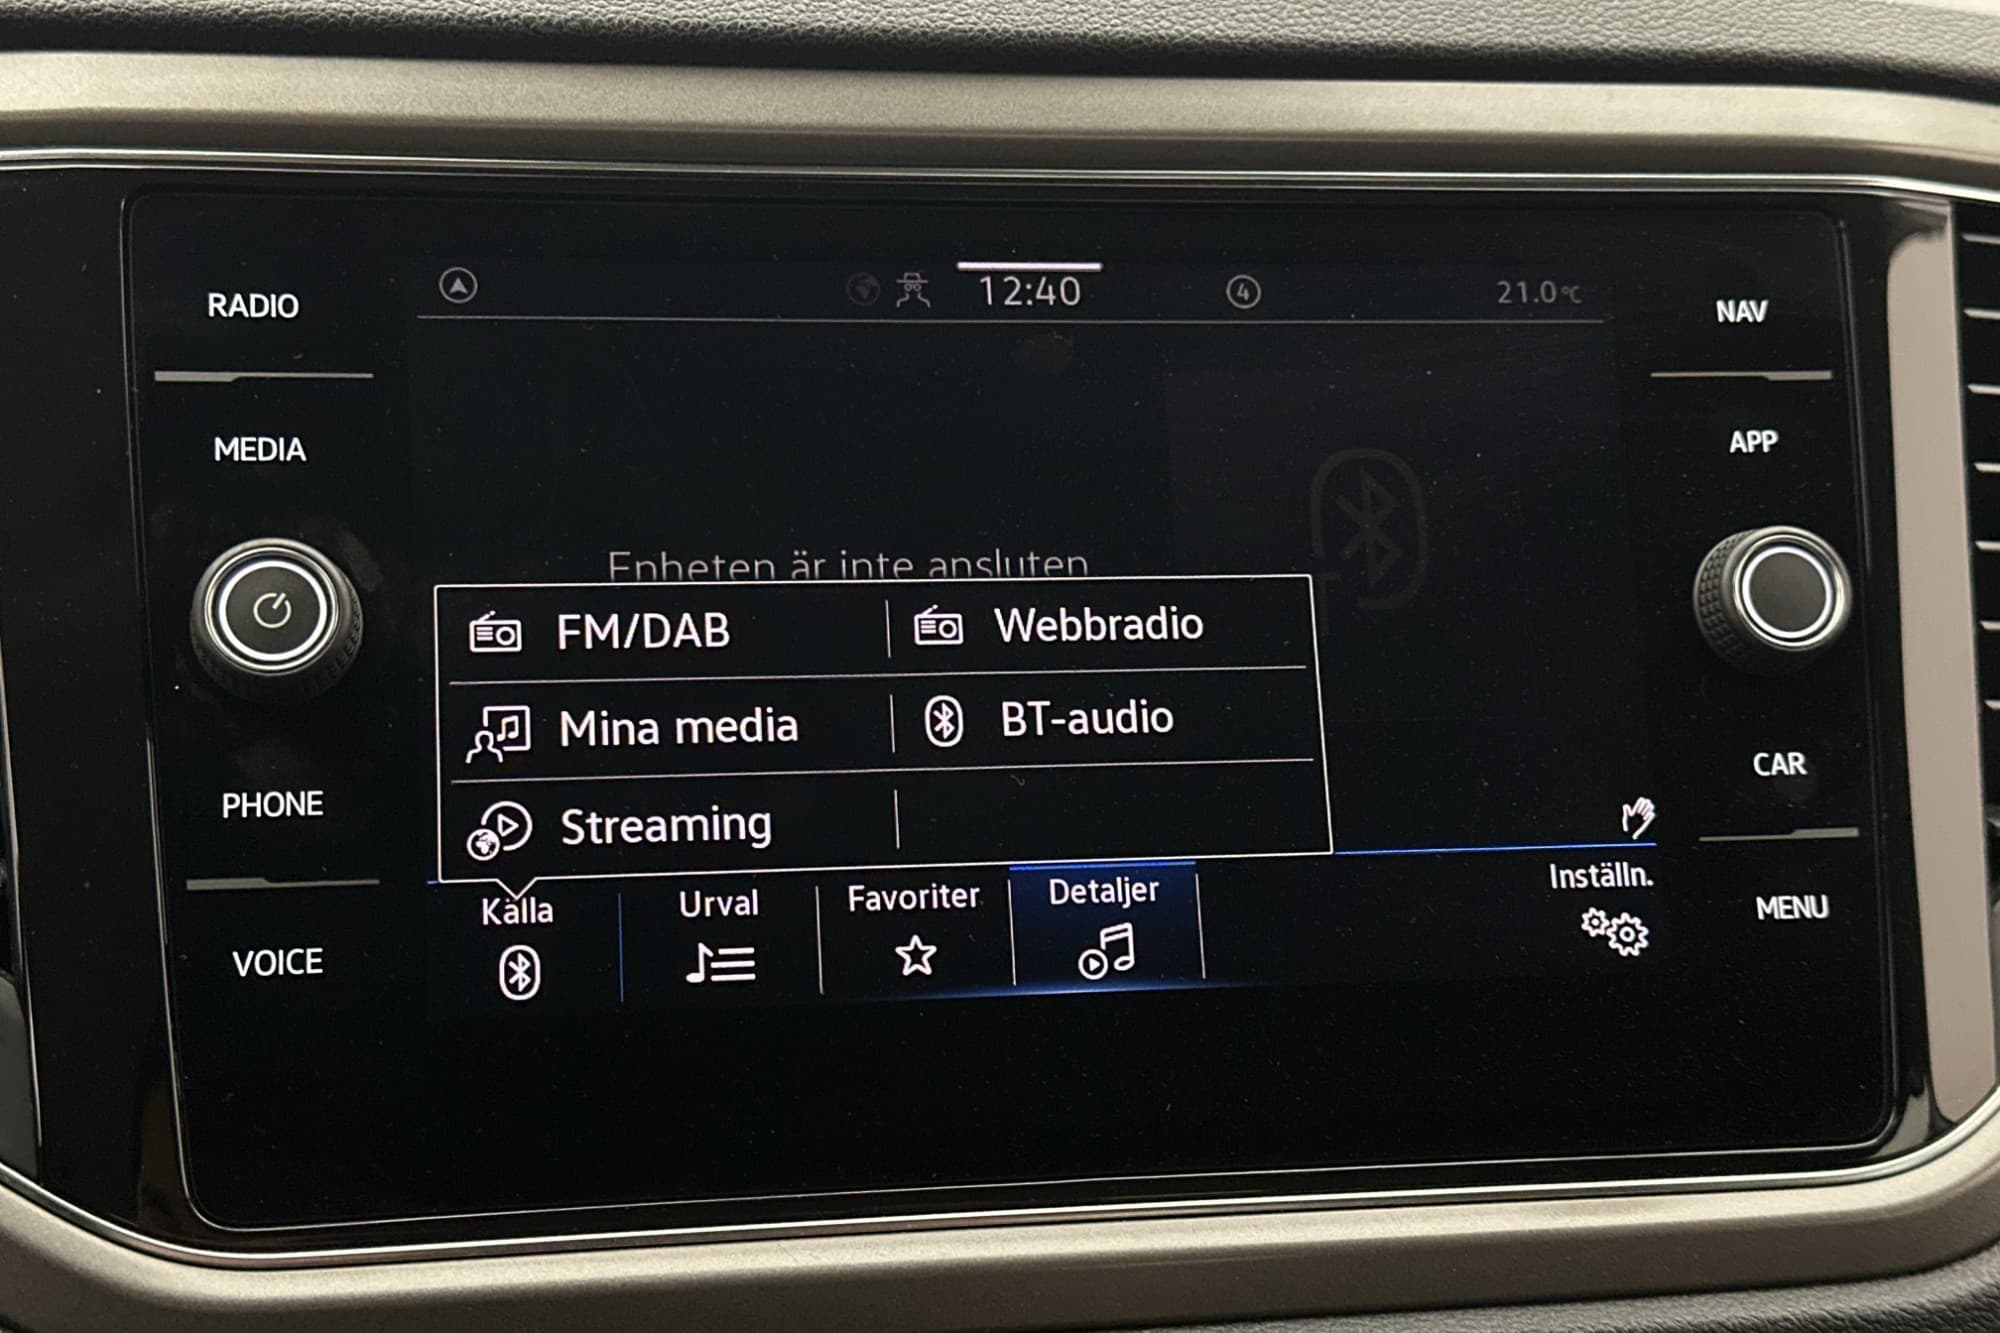 RADIO
12:40
4
21.0°C
NAV
MEDIA
APP
Enheten är inte ansluten
FM/DAB
Webbradio
Mina media
BT-audio
Streaming
PHONE
CAR
Källa
Urval
Favoriter
Detaljer
Inställn.
VOICE
MENU